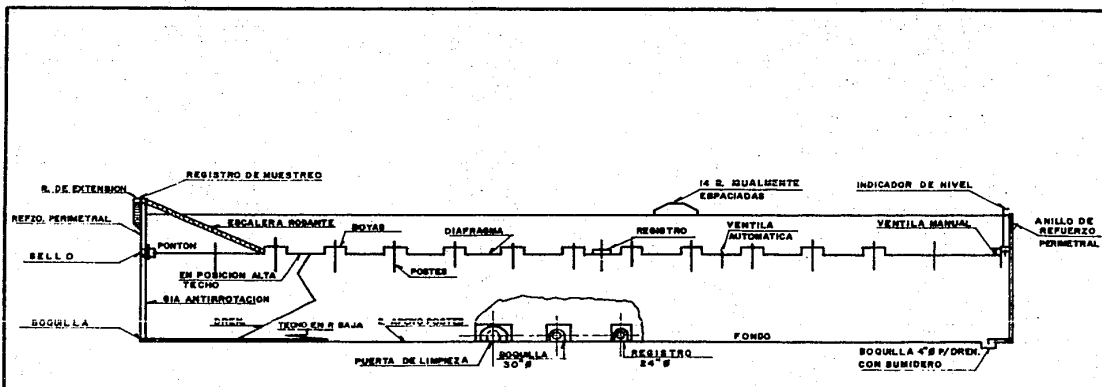 REGISTRO DE MUESTREO
R. DE EXTENSION
14 R. IGUALMENTE
ESPACIADAS
INDICADOR DE NIVEL
REFZO. PERIMETRAL
ESCALERA RODANTE
BOYAS
DIAFRAGMA
REGISTRO
VENTILA
AUTOMATICA
VENTILA MANUAL
ANILLO DE
REFUERZO
PERIMETRAL
PONTON
SELLO
EN POSICION ALTA
TECHO
POSTES
GIA ANTIRROTACION
BOQUILLA
DREN.
TECHO EN P. BAJA
R. APOYO POSTES
FONDO
PUERTA DE LIMPIEZA
BOQUILLA
30"Ø
REGISTRO
24"Ø
BOQUILLA 4"Ø P/DREN.
CON SUMIDERO